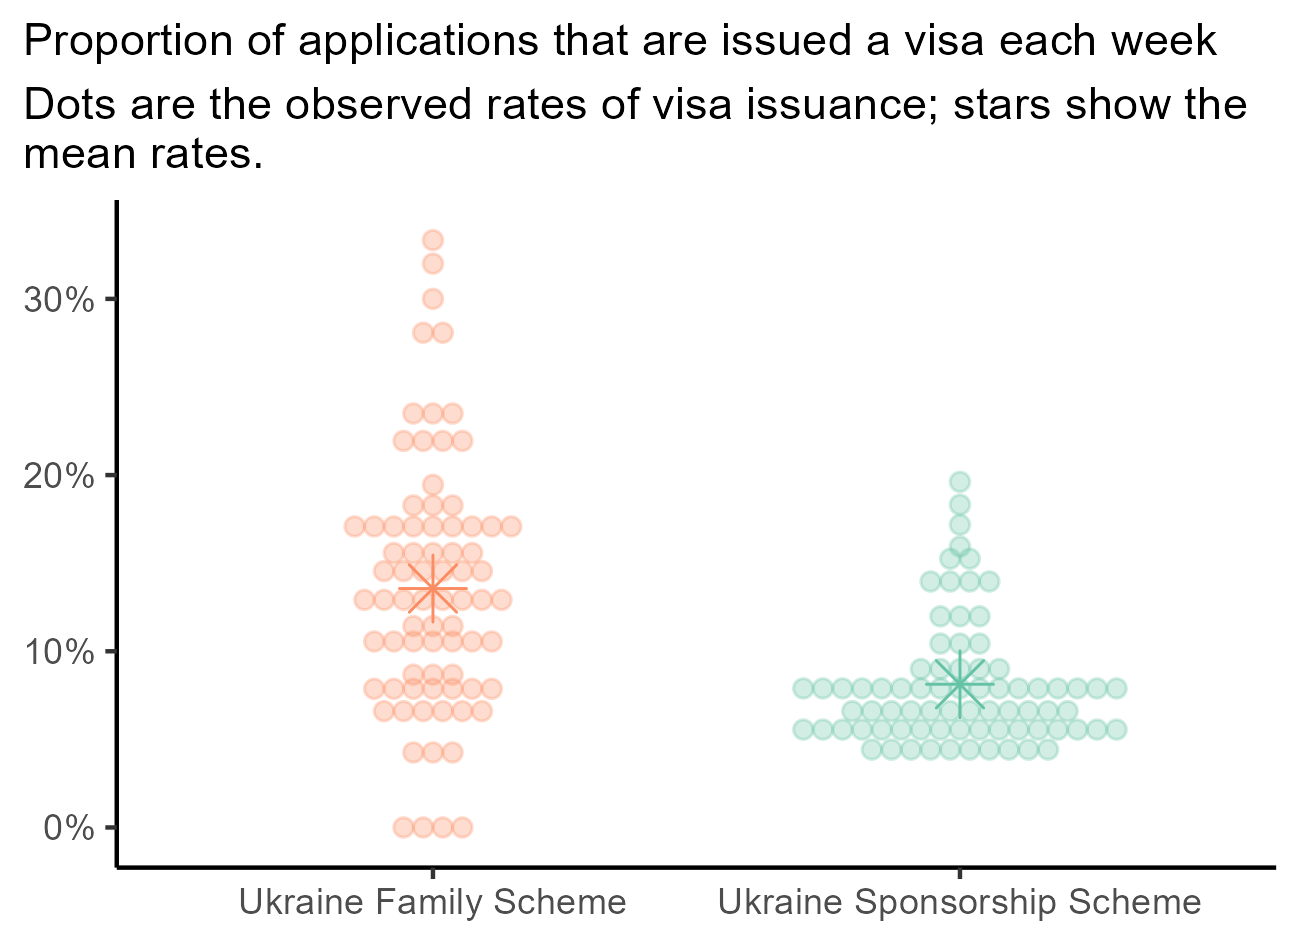 Proportion of applications that are issued a visa each week
Dots are the observed rates of visa issuance; stars show the
mean rates.
30%
20%
10%
0%
Ukraine Family Scheme
Ukraine Sponsorship Scheme